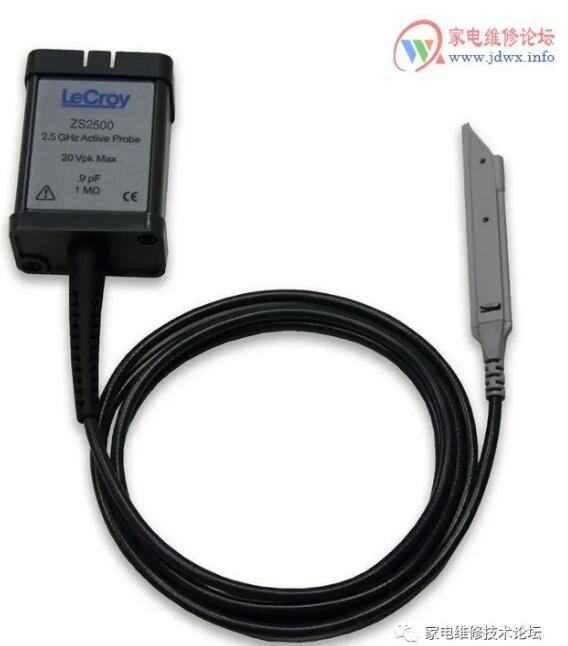 家电维修论坛
www.jdwx.info
LeCroy
ZS2500
2.5 GHz Active Probe
20 Vpk Max
.9 pF
1 MΩ
CE
家电维修技术论坛